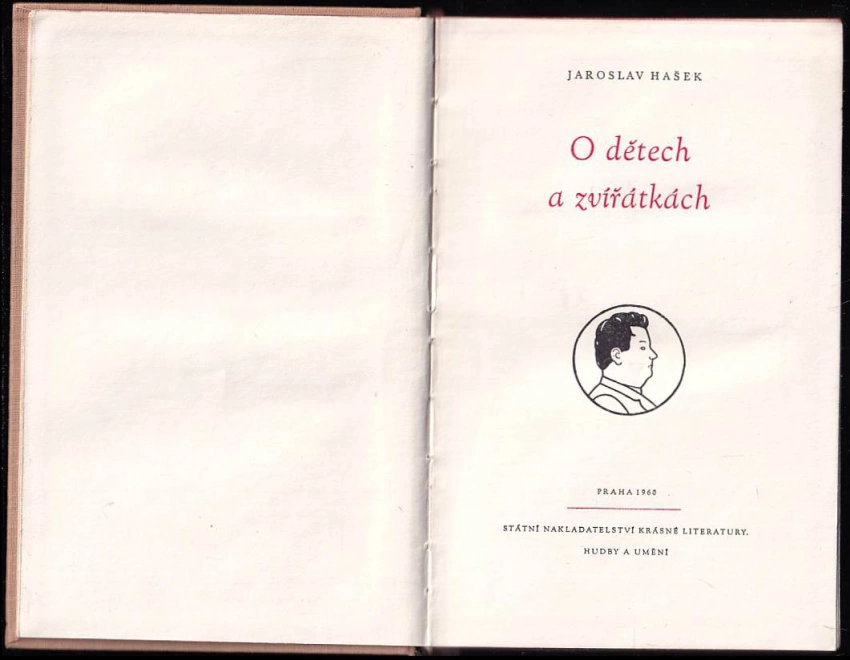 JAROSLAV HAŠEK
O dětech
a zvířátkách
PRAHA 1960
STÁTNÍ NAKLADATELSTVÍ KRÁSNÉ LITERATURY,
HUDBY A UMĚNÍ